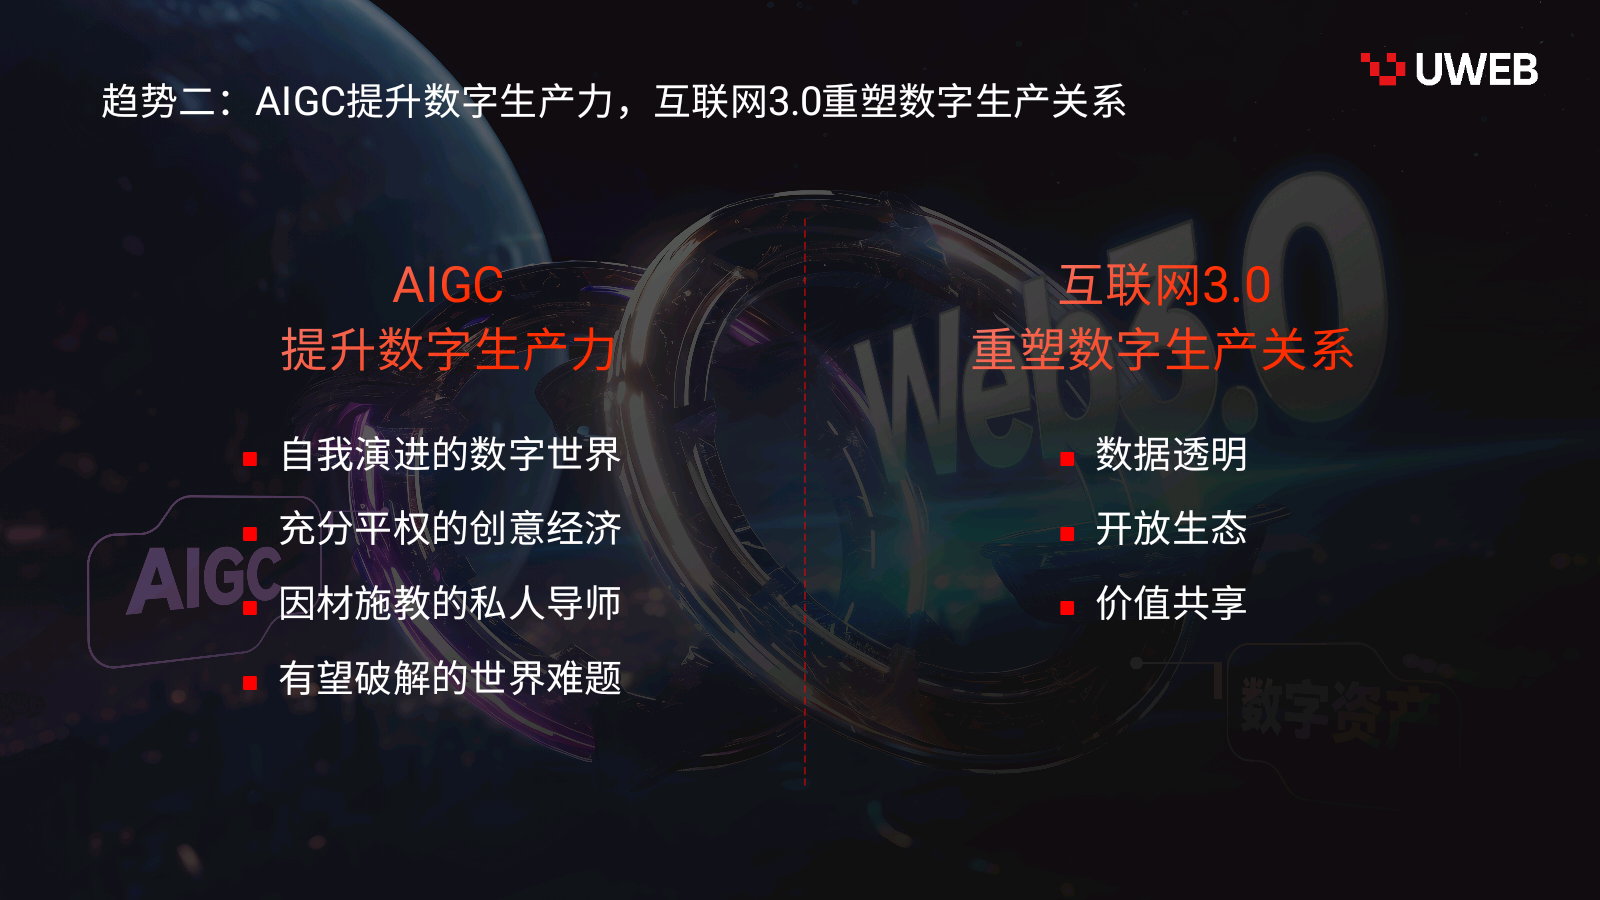 UWEB
趋势二：AIGC提升数字生产力，互联网3.0重塑数字生产关系
AIGC
提升数字生产力
自我演进的数字世界
充分平权的创意经济
因材施教的私人导师
有望破解的世界难题
互联网3.0
重塑数字生产关系
数据透明
开放生态
价值共享
AIGC
Web3.0
数字资产